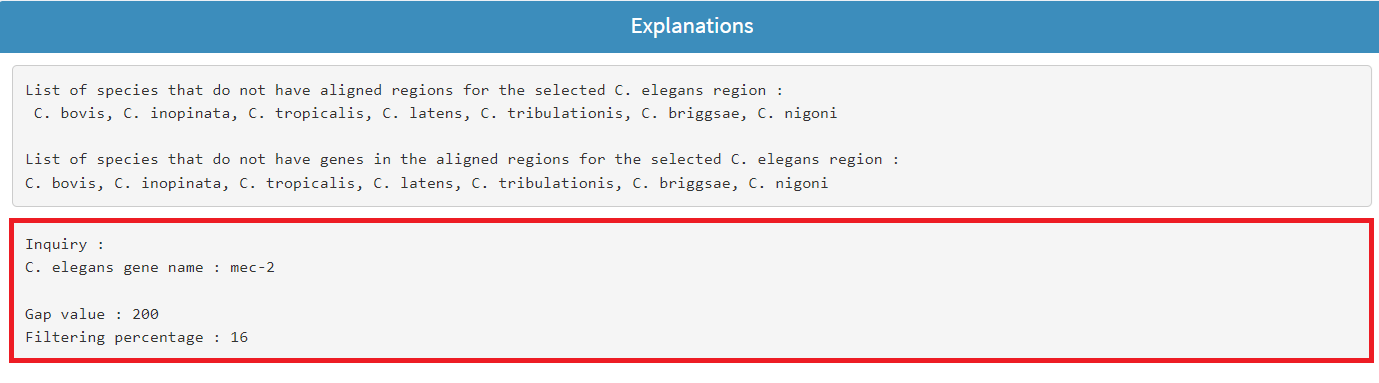 Explanations
List of species that do not have aligned regions for the selected C. elegans region :
C. bovis, C. inopinata, C. tropicalis, C. latens, C. tribulationis, C. briggsae, C. nigoni
List of species that do not have genes in the aligned regions for the selected C. elegans region :
C. bovis, C. inopinata, C. tropicalis, C. latens, C. tribulationis, C. briggsae, C. nigoni
Inquiry :
C. elegans gene name : mec-2
Gap value : 200
Filtering percentage : 16